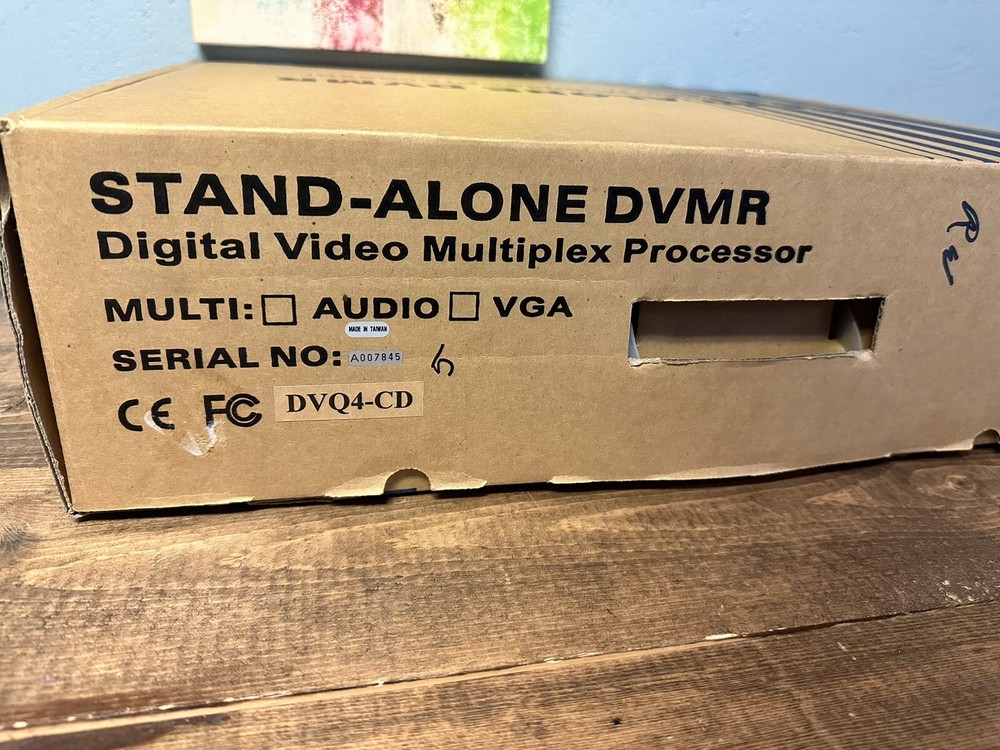 STAND-ALONE DVMR
Digital Video Multiplex Processor
MULTI: AUDIO VGA
MADE IN TAIWAN
SERIAL NO: A007845
CE FC DVQ4-CD